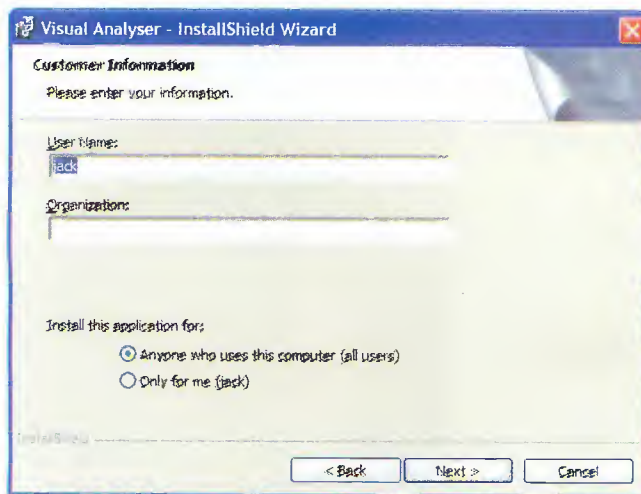 Visual Analyser - InstallShield Wizard
Customer Information
Please enter your information.
User Name:
jack
Organization:
Install this application for:
Anyone who uses this computer (all users)
Only for me (jack)
InstallShield
< Back
Next >
Cancel